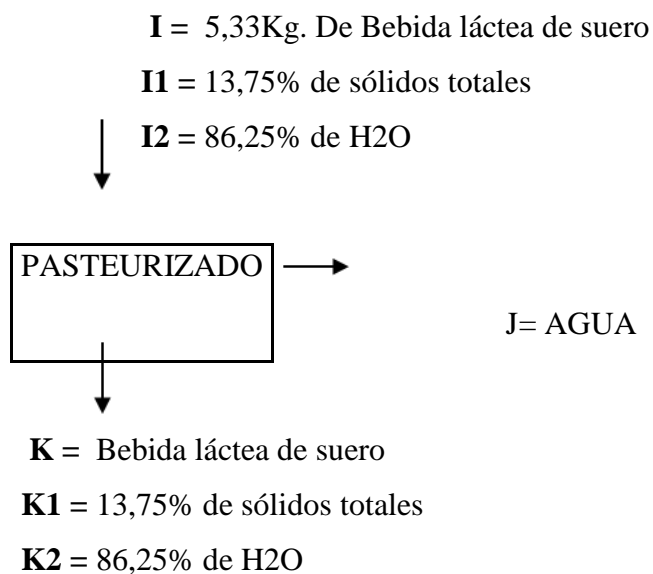 I = 5,33Kg. De Bebida láctea de suero
I1 = 13,75% de sólidos totales
I2 = 86,25% de H2O
PASTEURIZADO
J= AGUA
K = Bebida láctea de suero
K1 = 13,75% de sólidos totales
K2 = 86,25% de H2O